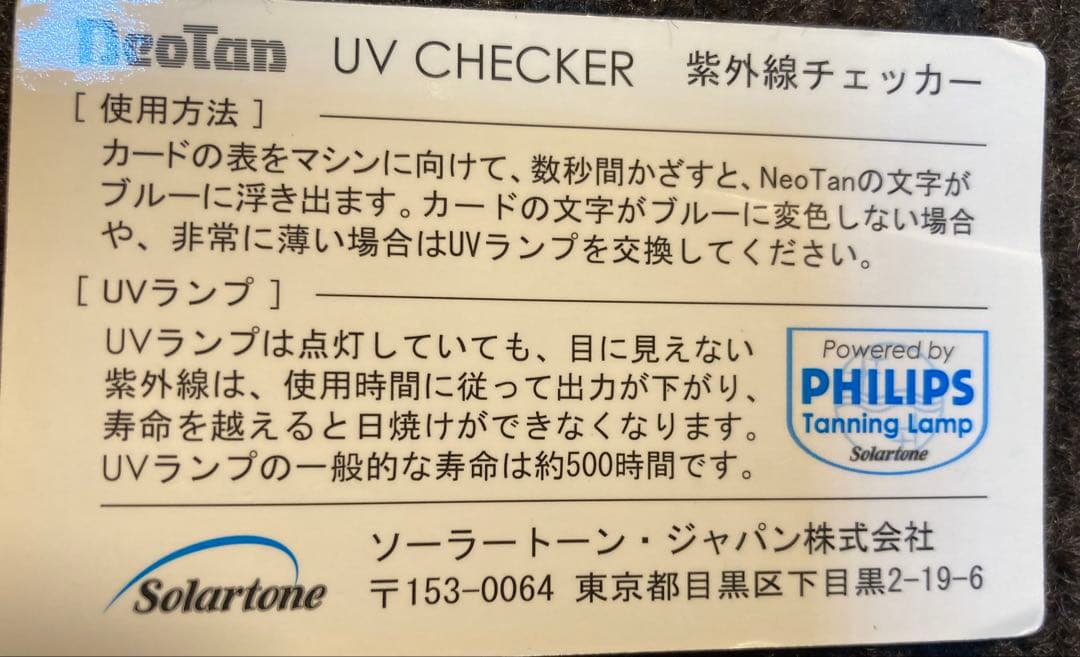 NeoTan UV CHECKER 紫外線チェッカー
[ 使用方法 ]
カードの表をマシンに向けて、数秒間かざすと、NeoTanの文字が
ブルーに浮き出ます。カードの文字がブルーに変色しない場合
や、非常に薄い場合はUVランプを交換してください。
[ UVランプ ]
UVランプは点灯していても、目に見えない
紫外線は、使用時間に従って出力が下がり、
寿命を越えると日焼けができなくなります。
UVランプの一般的な寿命は約500時間です。
Powered by
PHILIPS
Tanning Lamp
Solartone
Solartone
ソーラートーン・ジャパン株式会社
〒153-0064 東京都目黒区下目黒2-19-6